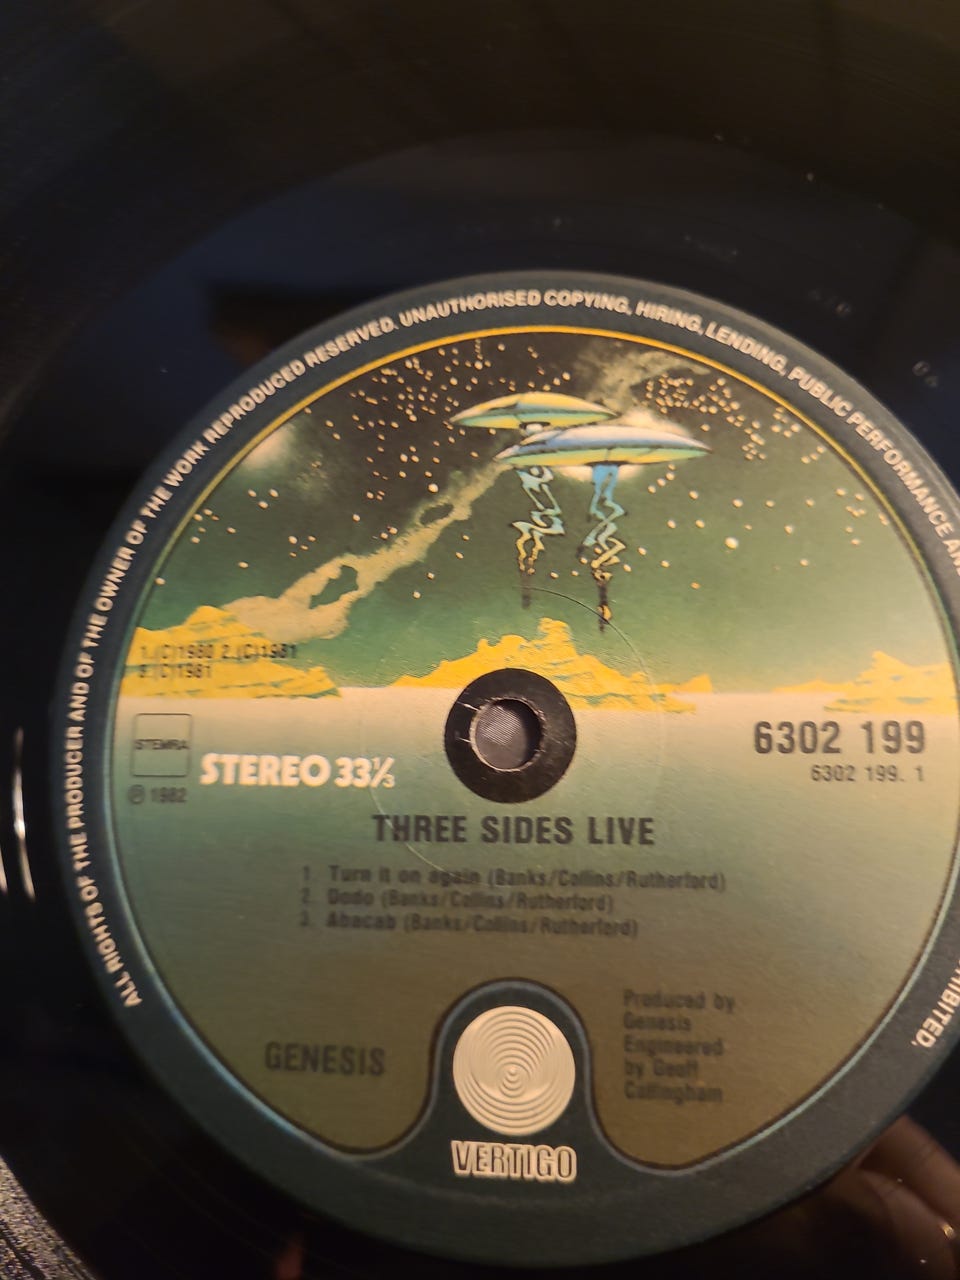 ALL RIGHTS OF THE PRODUCER AND OF THE OWNER OF THE WORK REPRODUCED RESERVED. UNAUTHORISED COPYING, HIRING, LENDING, PUBLIC PERFORMANCE AN HIBITED.
1.(C)1980 2.(C)1981
3.(C)1981
STEMRA
℗ 1982
STEREO 33⅓
6302 199
6302 199. 1
THREE SIDES LIVE
1. Turn it on again (Banks/Collins/Rutherford)
2. Dodo (Banks/Collins/Rutherford)
3. Abacab (Banks/Collins/Rutherford)
GENESIS
Produced by
Genesis
Engineered
by Geoff
Callingham
VERTIGO